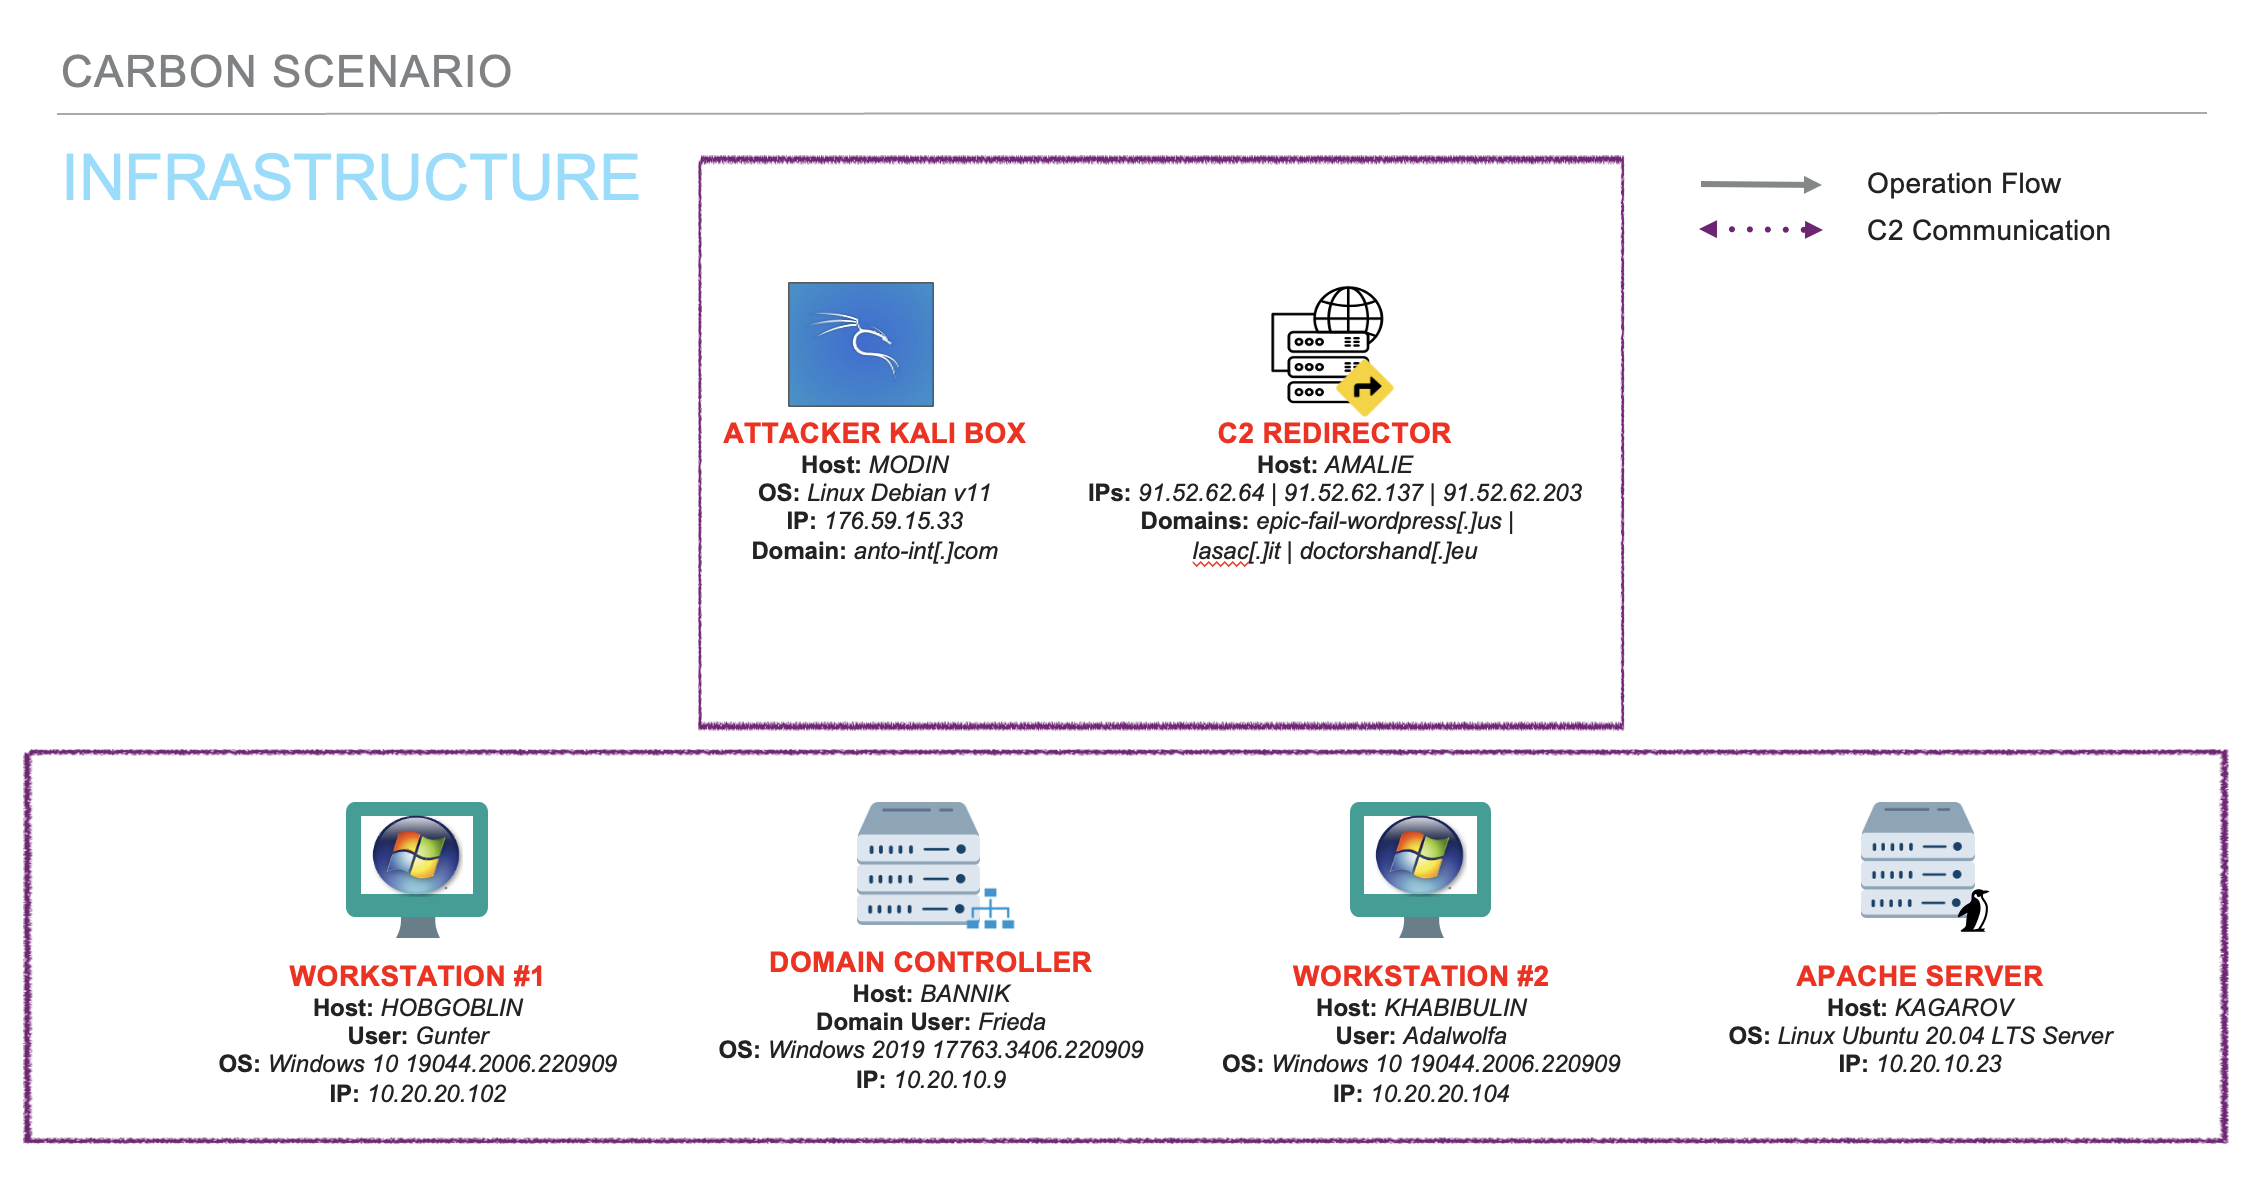 CARBON SCENARIO
INFRASTRUCTURE
Operation Flow
C2 Communication
ATTACKER KALI BOX
Host: MODIN
OS: Linux Debian v11
IP: 176.59.15.33
Domain: anto-int[.]com
C2 REDIRECTOR
Host: AMALIE
IPs: 91.52.62.64 | 91.52.62.137 | 91.52.62.203
Domains: epic-fail-wordpress[.]us |
lasac[.]it | doctorshand[.]eu
WORKSTATION #1
Host: HOBGOBLIN
User: Gunter
OS: Windows 10 19044.2006.220909
IP: 10.20.20.102
DOMAIN CONTROLLER
Host: BANNIK
Domain User: Frieda
OS: Windows 2019 17763.3406.220909
IP: 10.20.10.9
WORKSTATION #2
Host: KHABIBULIN
User: Adalwolfa
OS: Windows 10 19044.2006.220909
IP: 10.20.20.104
APACHE SERVER
Host: KAGAROV
OS: Linux Ubuntu 20.04 LTS Server
IP: 10.20.10.23